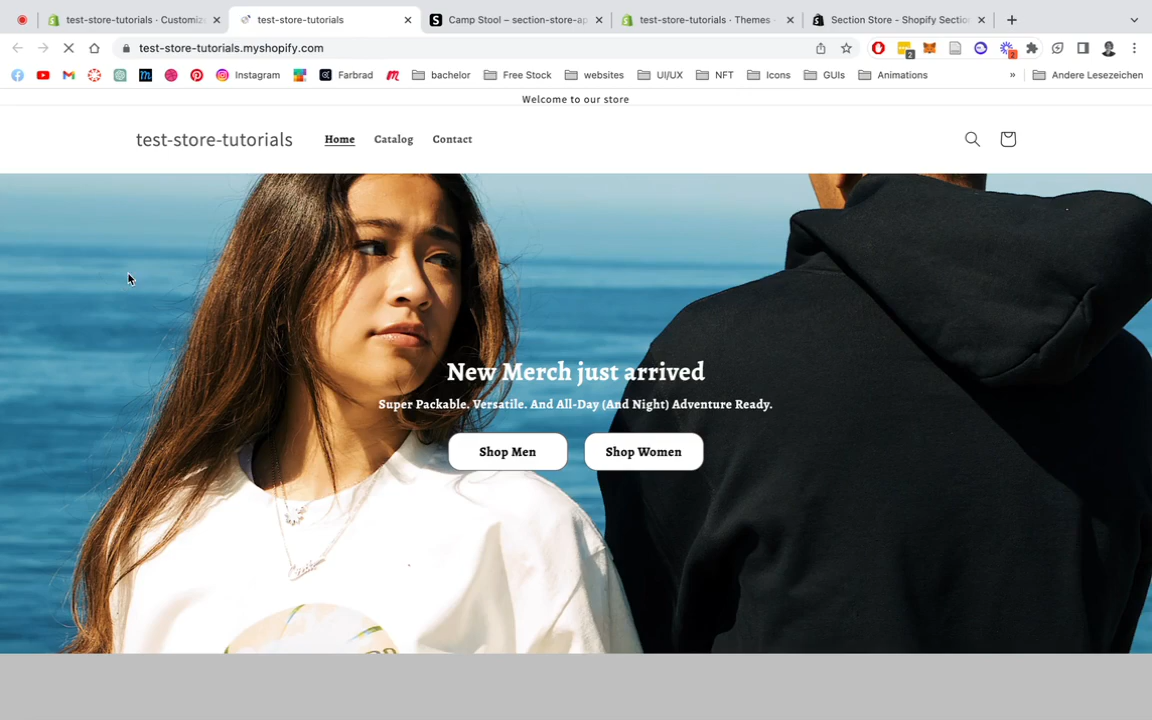 test-store-tutorials · Customiz
test-store-tutorials
Camp Stool – section-store-ap
test-store-tutorials · Themes ·
Section Store - Shopify Section
test-store-tutorials.myshopify.com
2
2
Instagram
Farbrad
bachelor
Free Stock
websites
UI/UX
NFT
Icons
GUIs
Animations
»
Andere Lesezeichen
Welcome to our store
test-store-tutorials
Home
Catalog
Contact
New Merch just arrived
Super Packable. Versatile. And All-Day (And Night) Adventure Ready.
Shop Men
Shop Women